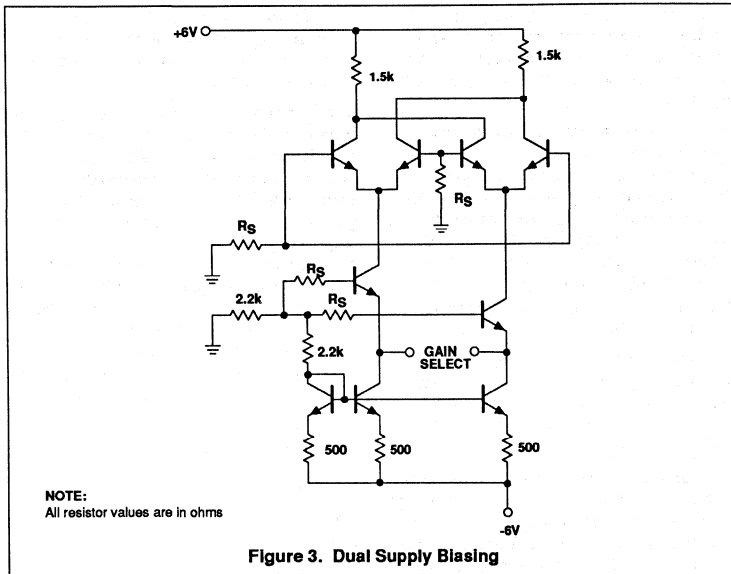 +6V
1.5k
1.5k
RS
RS
RS
2.2k
RS
2.2k
GAIN
SELECT
500
500
500
NOTE:
All resistor values are in ohms
-6V
Figure 3. Dual Supply Biasing